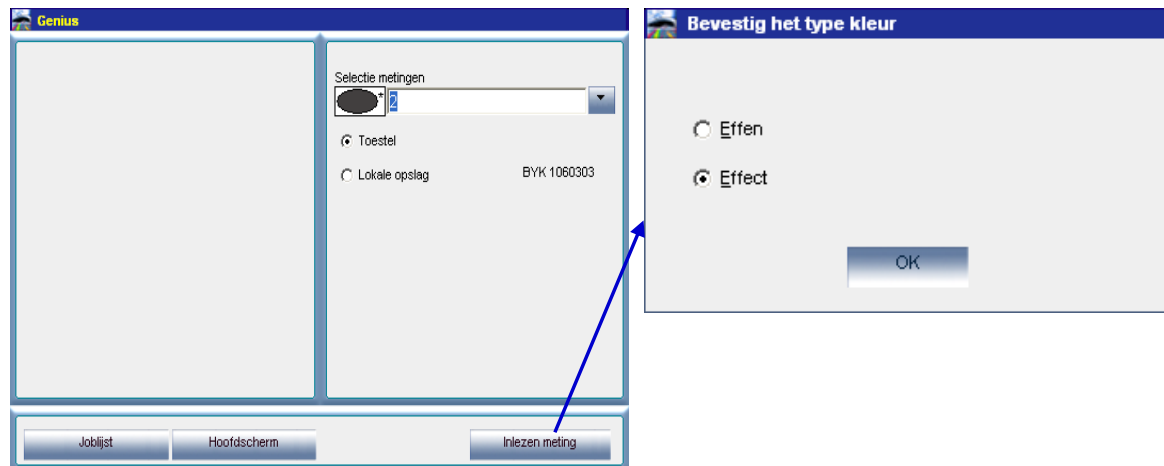 Genius
Selectie metingen
* 2
Toestel
Lokale opslag BYK 1060303
Joblijst Hoofdscherm Inlezen meting
Bevestig het type kleur
Effen
Effect
OK